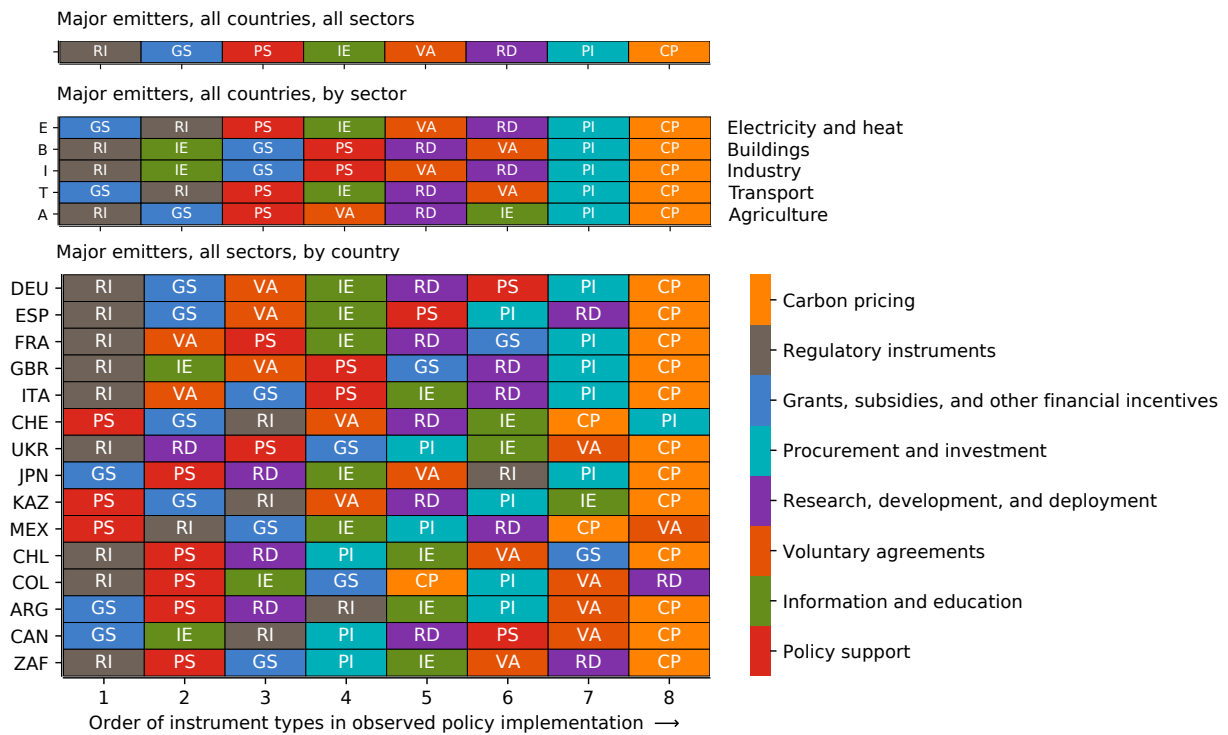 Major emitters, all countries, all sectors
RI GS PS IE VA RD PI CP
1 2 3 4 5 6 7 8
Major emitters, all countries, by sector
E GS RI PS IE VA RD PI CP Electricity and heat
B RI IE GS PS RD VA PI CP Buildings
I RI IE GS PS VA RD PI CP Industry
T GS RI PS IE RD VA PI CP Transport
A RI GS PS VA RD IE PI CP Agriculture
Major emitters, all sectors, by country
DEU RI GS VA IE RD PS PI CP
ESP RI GS VA IE PS PI RD CP
FRA RI VA PS IE RD GS PI CP
GBR RI IE VA PS GS RD PI CP
ITA RI VA GS PS IE RD PI CP
CHE PS GS RI VA RD IE CP PI
UKR RI RD PS GS PI IE VA CP
JPN GS PS RD IE VA RI PI CP
KAZ PS GS RI VA RD PI IE CP
MEX PS RI GS IE PI RD CP VA
CHL RI PS RD PI IE VA GS CP
COL RI PS IE GS CP PI VA RD
ARG GS PS RD RI IE PI VA CP
CAN GS IE RI PI RD PS VA CP
ZAF RI PS GS PI IE VA RD CP
1 2 3 4 5 6 7 8
Order of instrument types in observed policy implementation →
Carbon pricing
Regulatory instruments
Grants, subsidies, and other financial incentives
Procurement and investment
Research, development, and deployment
Voluntary agreements
Information and education
Policy support